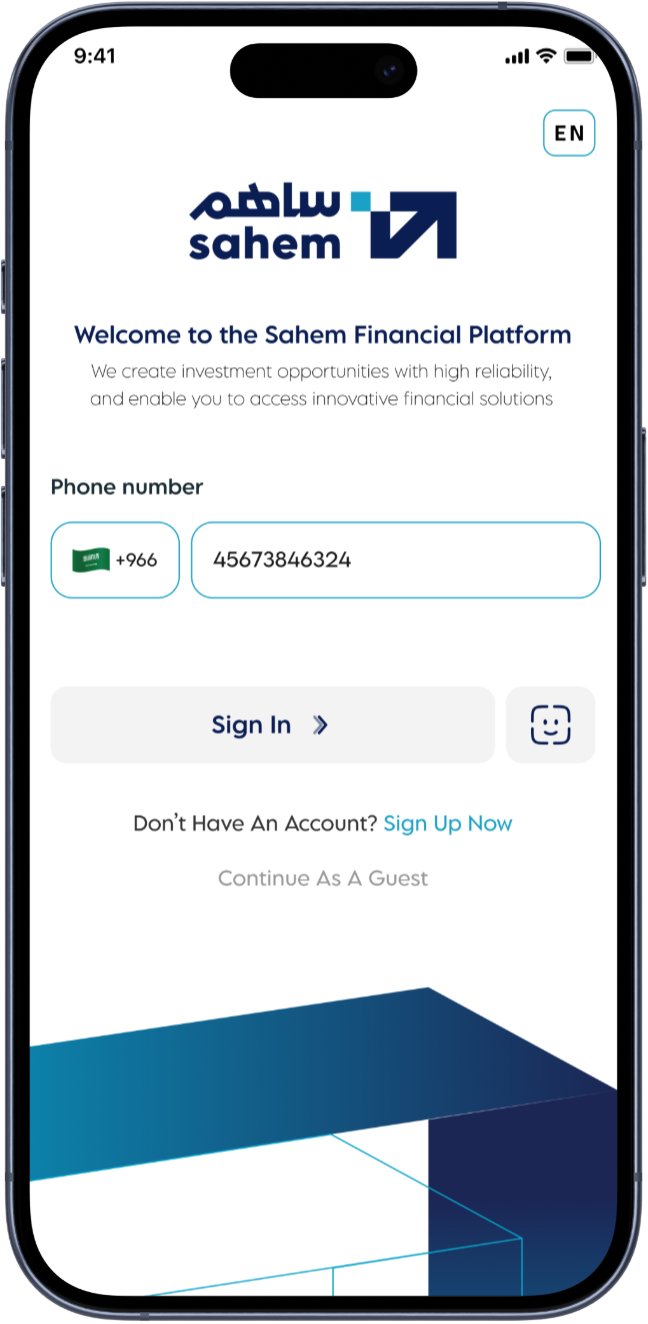 9:41
EN
ساهم
sahem
Welcome to the Sahem Financial Platform
We create investment opportunities with high reliability,
and enable you to access innovative financial solutions
Phone number
+966 45673846324
Sign In
Don’t Have An Account? Sign Up Now
Continue As A Guest